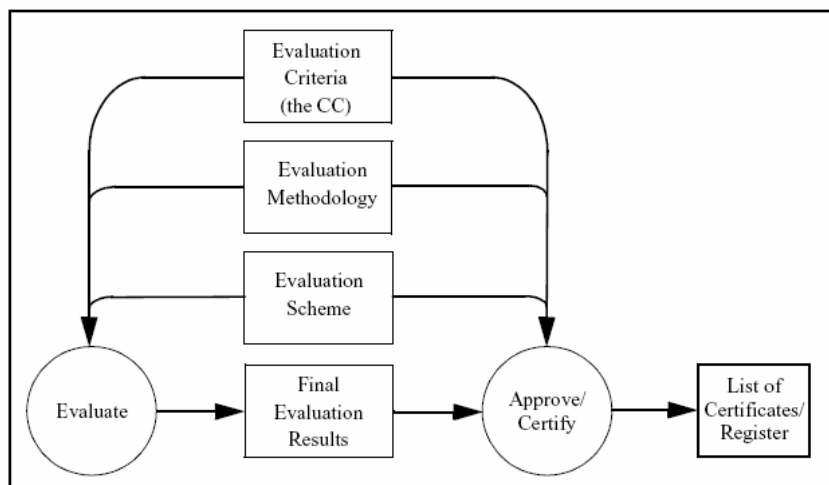 Evaluation
Criteria
(the CC)
Evaluation
Methodology
Evaluation
Scheme
Evaluate
Final
Evaluation
Results
Approve/
Certify
List of
Certificates/
Register